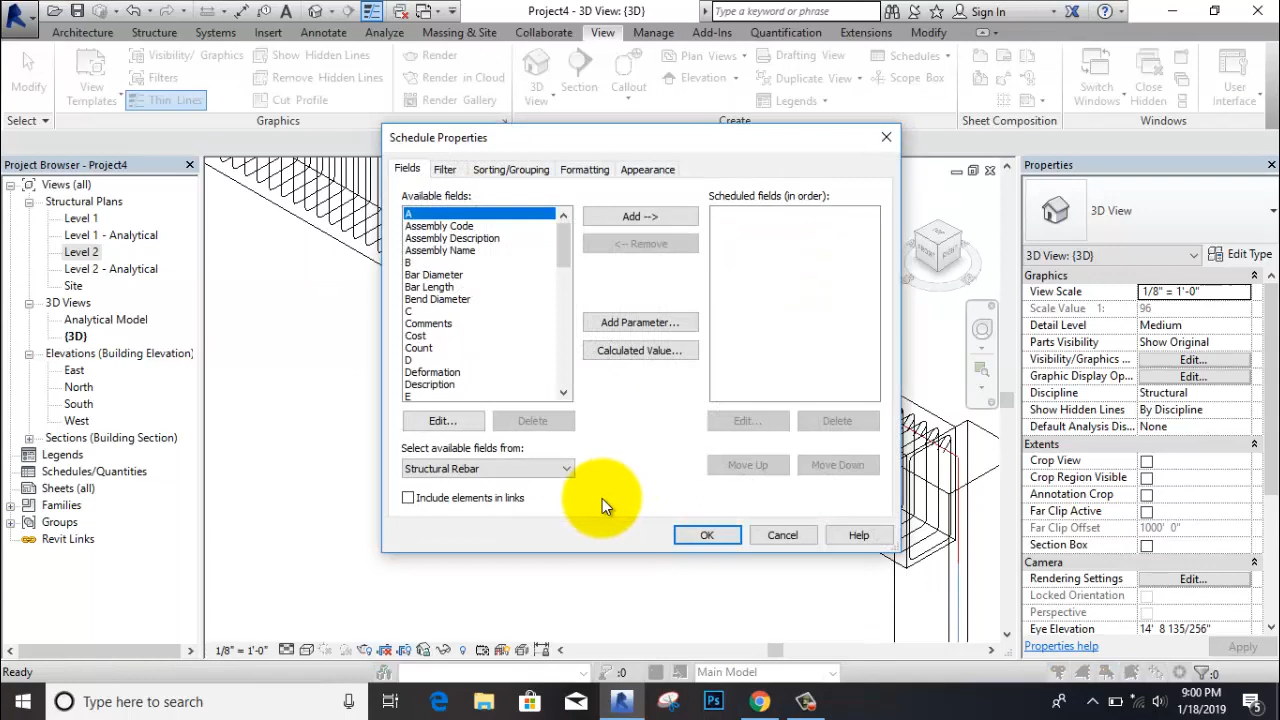 Project4 - View: {3D}
Type a keyword or phrase
Sign In
Architecture Structure Systems Insert Annotate Analyze Massing & Site Collaborate View Manage Add-Ins Quantification Extensions Modify
Modify
View Templates
Visibility/ Graphics
Filters
Thin Lines
Show Hidden Lines
Remove Hidden Lines
Cut Profile
Render
Render in Cloud
Render Gallery
3D View
Section
Callout
Plan Views
Elevation
Drafting View
Duplicate View
Legends
Schedules
Scope Box
Switch Windows
Close Hidden
User Interface
Select
Graphics
Create
Sheet Composition
Windows
Project Browser - Project4
Views (all)
Structural Plans
Level 1
Level 1 - Analytical
Level 2
Level 2 - Analytical
Site
3D Views
Analytical Model
{3D}
Elevations (Building Elevation)
East
North
South
West
Sections (Building Section)
Legends
Schedules/Quantities
Sheets (all)
Families
Groups
Revit Links
Schedule Properties
Fields Filter Sorting/Grouping Formatting Appearance
Available fields:
A
Assembly Code
Assembly Description
Assembly Name
B
Bar Diameter
Bar Length
Bend Diameter
C
Comments
Cost
Count
D
Deformation
Description
E
Add -->
<-- Remove
Add Parameter...
Calculated Value...
Scheduled fields (in order):
Edit...
Delete
Edit...
Delete
Select available fields from:
Structural Rebar
Move Up
Move Down
Include elements in links
OK
Cancel
Help
Properties
3D View
3D View: {3D}
Edit Type
Graphics
View Scale 1/8" = 1'-0"
Scale Value 1: 96
Detail Level Medium
Parts Visibility Show Original
Visibility/Graphics ... Edit...
Graphic Display Op... Edit...
Discipline Structural
Show Hidden Lines By Discipline
Default Analysis Dis... None
Extents
Crop View
Crop Region Visible
Annotation Crop
Far Clip Active
Far Clip Offset 1000' 0"
Section Box
Camera
Rendering Settings Edit...
Locked Orientation
Perspective
Eye Elevation 14' 8 135/256"
Properties help
Apply
1/8" = 1'-0"
Ready
:0
Main Model
:0
Type here to search
9:00 PM
1/18/2019
5